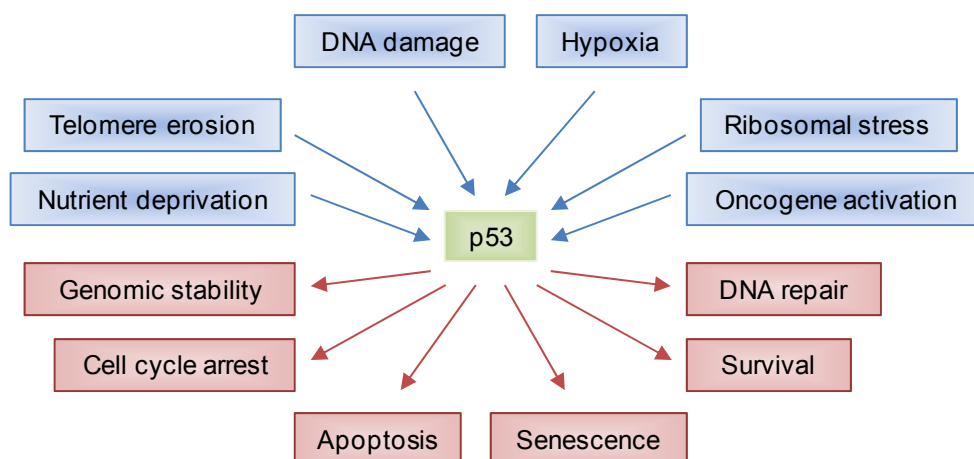 DNA damage
Hypoxia
Telomere erosion
Ribosomal stress
Nutrient deprivation
Oncogene activation
p53
Genomic stability
DNA repair
Cell cycle arrest
Survival
Apoptosis
Senescence